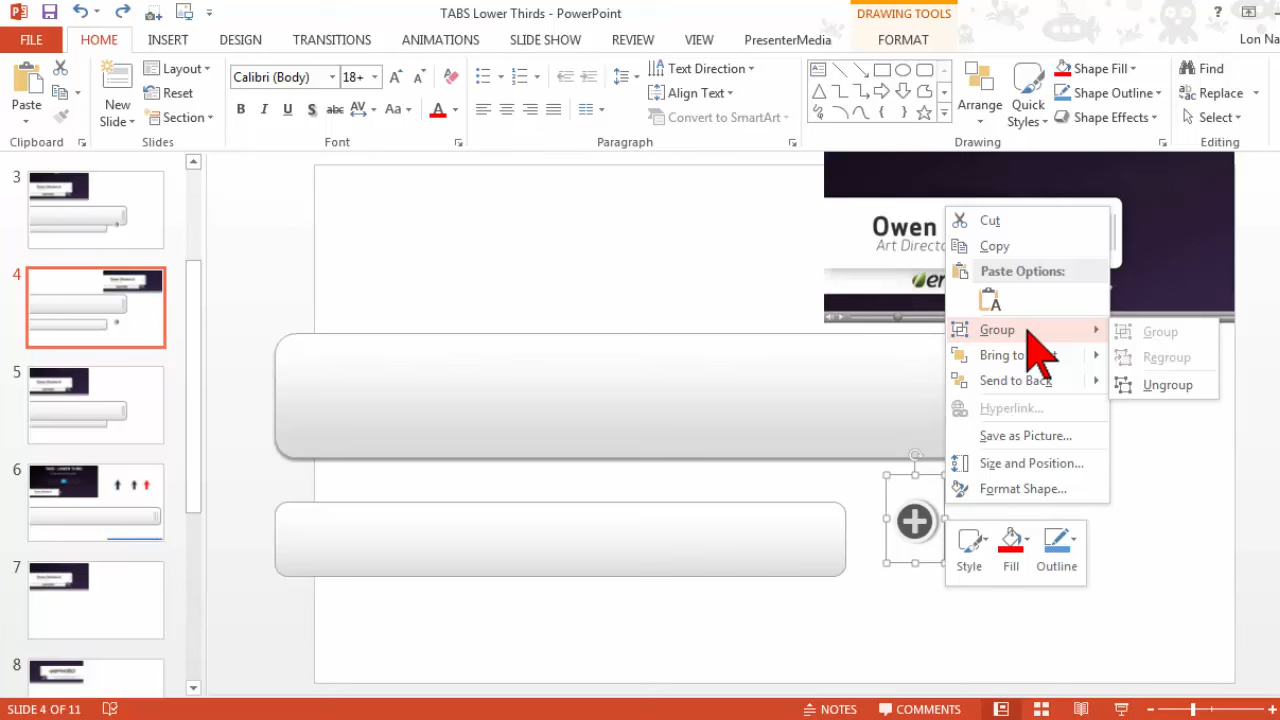 TABS Lower Thirds - PowerPoint
DRAWING TOOLS
FILE
HOME
INSERT
DESIGN
TRANSITIONS
ANIMATIONS
SLIDE SHOW
REVIEW
VIEW
PresenterMedia
FORMAT
Lon Na
Paste
New
Slide
Layout
Reset
Section
Calibri (Body)
18+
Text Direction
Align Text
Convert to SmartArt
Arrange
Quick
Styles
Shape Fill
Shape Outline
Shape Effects
Find
Replace
Select
Clipboard
Slides
Font
Paragraph
Drawing
Editing
3
4
5
6
7
8
Owen
Art Directo
Cut
Copy
Paste Options:
Group
Bring to
Send to Back
Hyperlink...
Save as Picture...
Size and Position...
Format Shape...
Group
Regroup
Ungroup
Style
Fill
Outline
SLIDE 4 OF 11
NOTES
COMMENTS